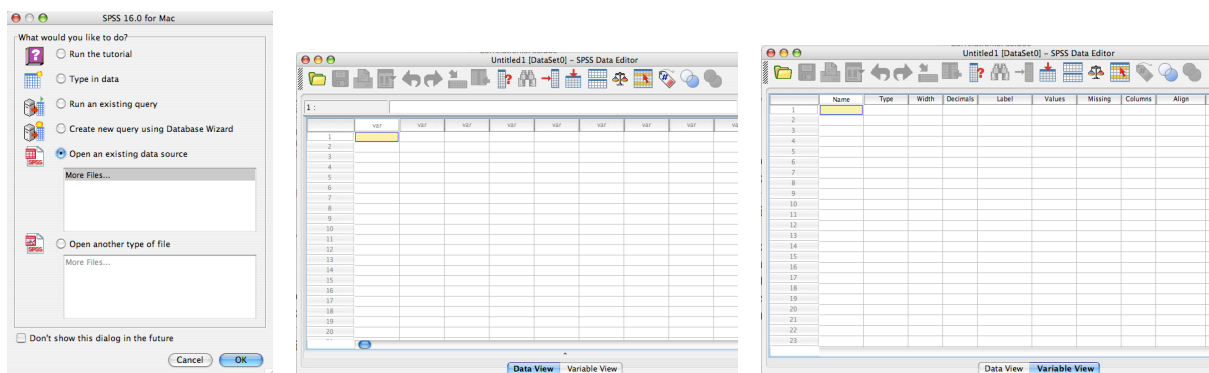 SPSS 16.0 for Mac
What would you like to do?
Run the tutorial
Type in data
Run an existing query
Create new query using Database Wizard
SPSS
Open an existing data source
More Files...
SPSS
Open another type of file
More Files...
Don't show this dialog in the future
Cancel OK
Untitled1 [DataSet0] – SPSS Data Editor
1 :
var var var var var var var var va
1
2
3
4
5
6
7
8
9
10
11
12
13
14
15
16
17
18
19
20
Data View Variable View
Untitled1 [DataSet0] – SPSS Data Editor
Name Type Width Decimals Label Values Missing Columns Align
1
2
3
4
5
6
7
8
9
10
11
12
13
14
15
16
17
18
19
20
21
22
23
Data View Variable View